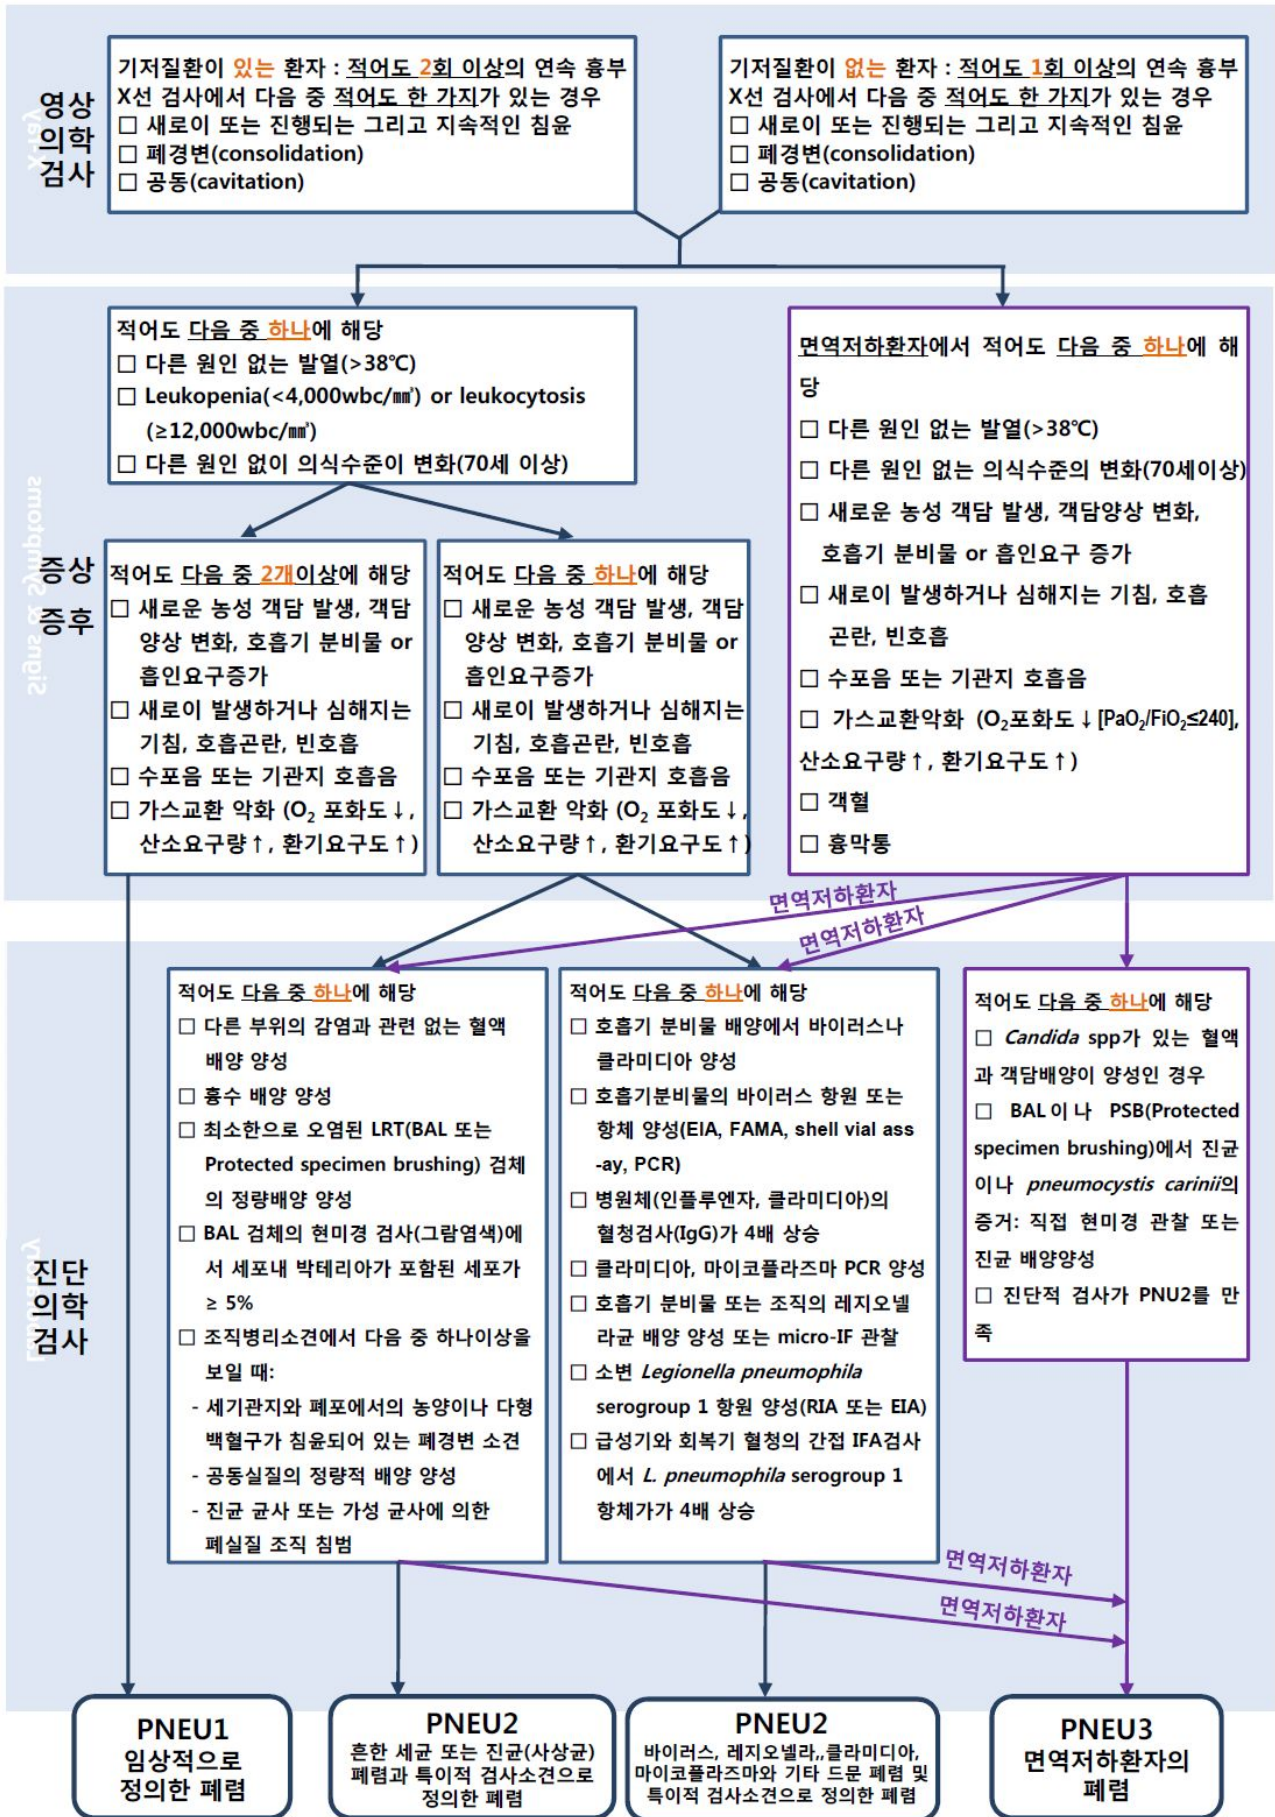 영상
의학
검사
X-ray
기저질환이 있는 환자 : 적어도 2회 이상의 연속 흉부
X선 검사에서 다음 중 적어도 한 가지가 있는 경우
□ 새로이 또는 진행되는 그리고 지속적인 침윤
□ 폐경변(consolidation)
□ 공동(cavitation)
기저질환이 없는 환자 : 적어도 1회 이상의 연속 흉부
X선 검사에서 다음 중 적어도 한 가지가 있는 경우
□ 새로이 또는 진행되는 그리고 지속적인 침윤
□ 폐경변(consolidation)
□ 공동(cavitation)
증상
증후
Signs & Symptoms
적어도 다음 중 하나에 해당
□ 다른 원인 없는 발열(>38℃)
□ Leukopenia(<4,000wbc/㎣) or leukocytosis
(≥12,000wbc/㎣)
□ 다른 원인 없이 의식수준이 변화(70세 이상)
적어도 다음 중 2개이상에 해당
□ 새로운 농성 객담 발생, 객담
양상 변화, 호흡기 분비물 or
흡인요구증가
□ 새로이 발생하거나 심해지는
기침, 호흡곤란, 빈호흡
□ 수포음 또는 기관지 호흡음
□ 가스교환 악화 (O₂ 포화도↓,
산소요구량↑, 환기요구도↑)
적어도 다음 중 하나에 해당
□ 새로운 농성 객담 발생, 객담
양상 변화, 호흡기 분비물 or
흡인요구증가
□ 새로이 발생하거나 심해지는
기침, 호흡곤란, 빈호흡
□ 수포음 또는 기관지 호흡음
□ 가스교환 악화 (O₂ 포화도↓,
산소요구량↑, 환기요구도↑)
면역저하환자에서 적어도 다음 중 하나에 해
당
□ 다른 원인 없는 발열(>38℃)
□ 다른 원인 없는 의식수준의 변화(70세이상)
□ 새로운 농성 객담 발생, 객담양상 변화,
호흡기 분비물 or 흡인요구 증가
□ 새로이 발생하거나 심해지는 기침, 호흡
곤란, 빈호흡
□ 수포음 또는 기관지 호흡음
□ 가스교환악화 (O₂포화도↓[PaO₂/FiO₂≤240],
산소요구량↑, 환기요구도↑)
□ 객혈
□ 흉막통
면역저하환자
면역저하환자
진단
의학
검사
Laboratory
적어도 다음 중 하나에 해당
□ 다른 부위의 감염과 관련 없는 혈액
배양 양성
□ 흉수 배양 양성
□ 최소한으로 오염된 LRT(BAL 또는
Protected specimen brushing) 검체
의 정량배양 양성
□ BAL 검체의 현미경 검사(그람염색)에
서 세포내 박테리아가 포함된 세포가
≥ 5%
□ 조직병리소견에서 다음 중 하나이상을
보일 때:
- 세기관지와 폐포에서의 농양이나 다형
백혈구가 침윤되어 있는 폐경변 소견
- 공동실질의 정량적 배양 양성
- 진균 균사 또는 가성 균사에 의한
폐실질 조직 침범
적어도 다음 중 하나에 해당
□ 호흡기 분비물 배양에서 바이러스나
클라미디아 양성
□ 호흡기분비물의 바이러스 항원 또는
항체 양성(EIA, FAMA, shell vial ass
-ay, PCR)
□ 병원체(인플루엔자, 클라미디아)의
혈청검사(IgG)가 4배 상승
□ 클라미디아, 마이코플라즈마 PCR 양성
□ 호흡기 분비물 또는 조직의 레지오넬
라균 배양 양성 또는 micro-IF 관찰
□ 소변 Legionella pneumophila
serogroup 1 항원 양성(RIA 또는 EIA)
□ 급성기와 회복기 혈청의 간접 IFA검사
에서 L. pneumophila serogroup 1
항체가가 4배 상승
적어도 다음 중 하나에 해당
□ Candida spp가 있는 혈액
과 객담배양이 양성인 경우
□ BAL이나 PSB(Protected
specimen brushing)에서 진균
이나 pneumocystis carinii의
증거: 직접 현미경 관찰 또는
진균 배양양성
□ 진단적 검사가 PNU2를 만
족
면역저하환자
면역저하환자
PNEU1
임상적으로
정의한 폐렴
PNEU2
흔한 세균 또는 진균(사상균)
폐렴과 특이적 검사소견으로
정의한 폐렴
PNEU2
바이러스, 레지오넬라,,클라미디아,
마이코플라즈마와 기타 드문 폐렴 및
특이적 검사소견으로 정의한 폐렴
PNEU3
면역저하환자의
폐렴